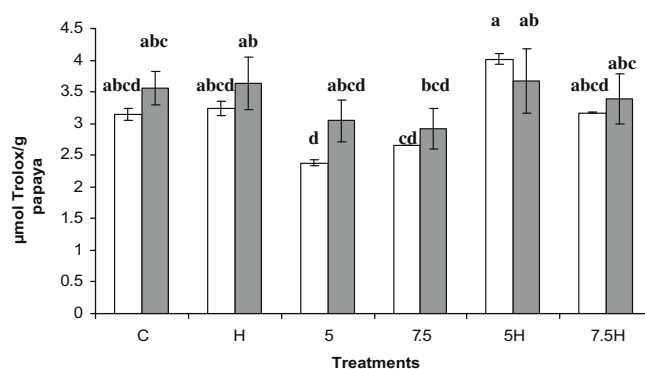 4.5
4
3.5
3
2.5
2
1.5
1
0.5
0
µmol Trolox/g
papaya
abcd abc
abcd ab
d abcd
cd bcd
a ab
abcd abc
C H 5 7.5 5H 7.5H
Treatments